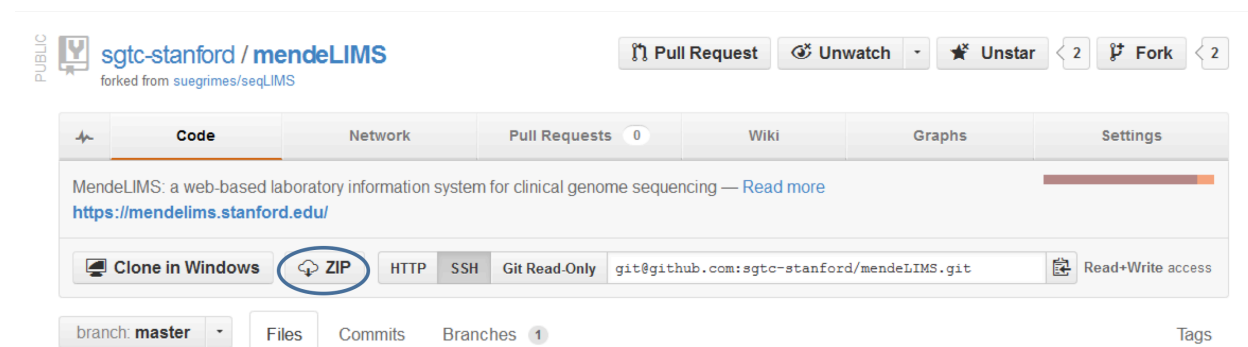 PUBLIC
sgtc-stanford / mendeLIMS
forked from suegrimes/seqLIMS
Pull Request Unwatch Unstar 2 Fork 2
Code Network Pull Requests 0 Wiki Graphs Settings
MendeLIMS: a web-based laboratory information system for clinical genome sequencing — Read more
https://mendelims.stanford.edu/
Clone in Windows ZIP HTTP SSH Git Read-Only git@github.com:sgtc-stanford/mendeLIMS.git Read+Write access
branch: master Files Commits Branches 1 Tags